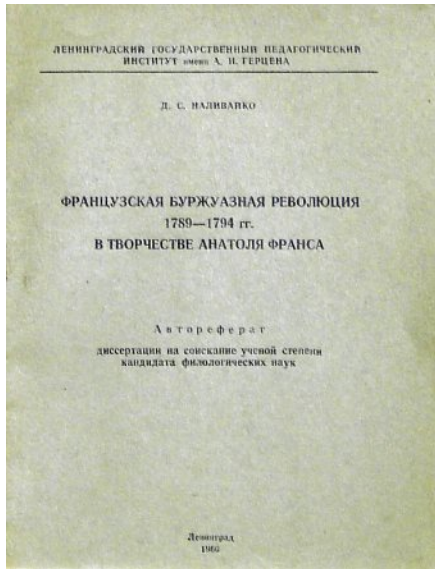 ЛЕНИНГРАДСКИЙ ГОСУДАРСТВЕННЫЙ ПЕДАГОГИЧЕСКИЙ
ИНСТИТУТ имени А. И. ГЕРЦЕНА
Д. С. НАЛИВАЙКО
ФРАНЦУЗСКАЯ БУРЖУАЗНАЯ РЕВОЛЮЦИЯ
1789—1794 гг.
В ТВОРЧЕСТВЕ АНАТОЛЯ ФРАНСА
Автореферат
диссертации на соискание ученой степени
кандидата филологических наук
Ленинград
1960